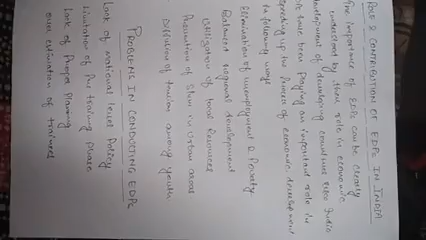 ROLE & CONTRIBUTION OF EDPs IN INDIA
The importance of EDPs can be clearly
understood by their role in economic
development of developing countries like India
EDPs have been playing an important role in
speeding up the process of economic development
in following ways
Elimination of unemployment & Poverty
Balanced regional development
Utilization of local Resources
Prevention of slum in urban areas
Diffusion of tension among youth
PROBLEMS IN CONDUCTING EDPs
Lack of national level Policy
Limitation of Pre training phase
Lack of Proper Planning
over estimation of trainees